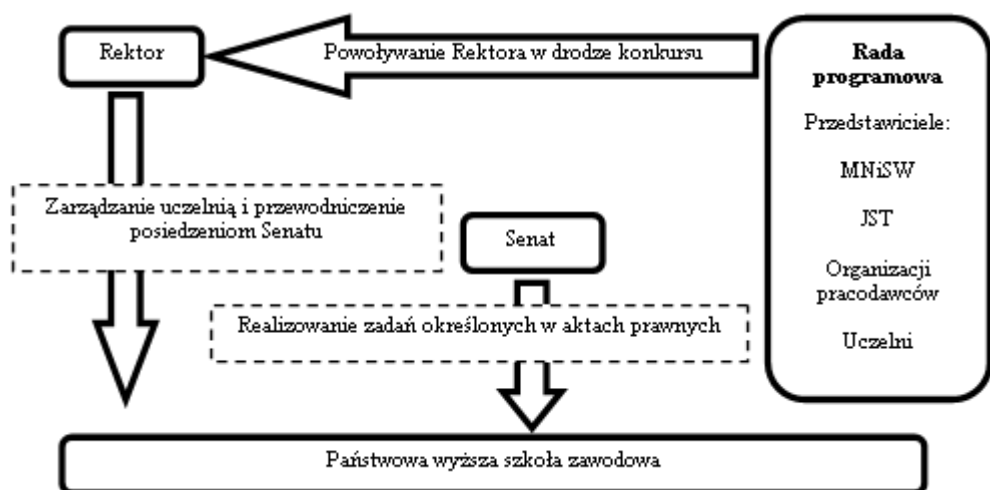 Rektor
Powoływanie Rektora w drodze konkursu
Rada
programowa
Przedstawiciele:
MNiSW
JST
Organizacji
pracodawców
Uczelni
Zarządzanie uczelnią i przewodniczenie
posiedzeniom Senatu
Senat
Realizowanie zadań określonych w aktach prawnych
Państwowa wyższa szkoła zawodowa